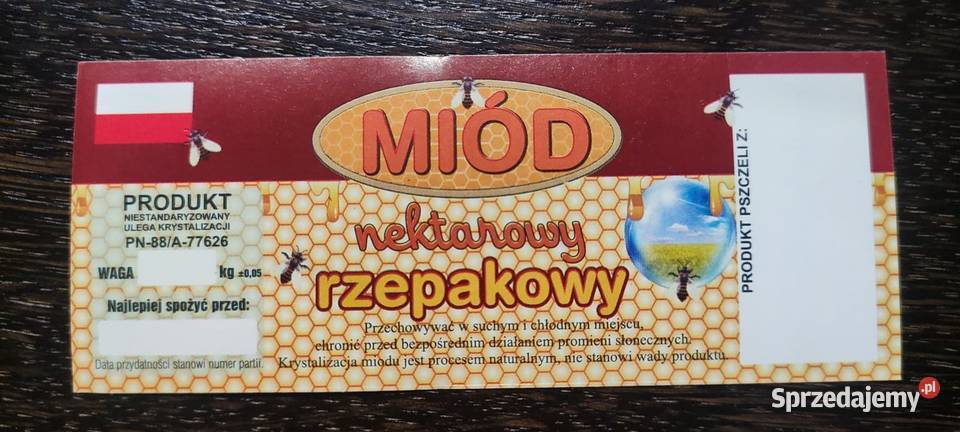 MIÓD
nektarowy
rzepakowy
PRODUKT
NIESTANDARYZOWANY
ULEGA KRYSTALIZACJI
PN-88/A-77626
WAGA kg ±0,05
Najlepiej spożyć przed:
Data przydatności stanowi numer partii.
Przechowywać w suchym i chłodnym miejscu,
chronić przed bezpośrednim działaniem promieni słonecznych.
Krystalizacja miodu jest procesem naturalnym, nie stanowi wady produktu.
PRODUKT PSZCZELI Z:
Sprzedajemy.pl